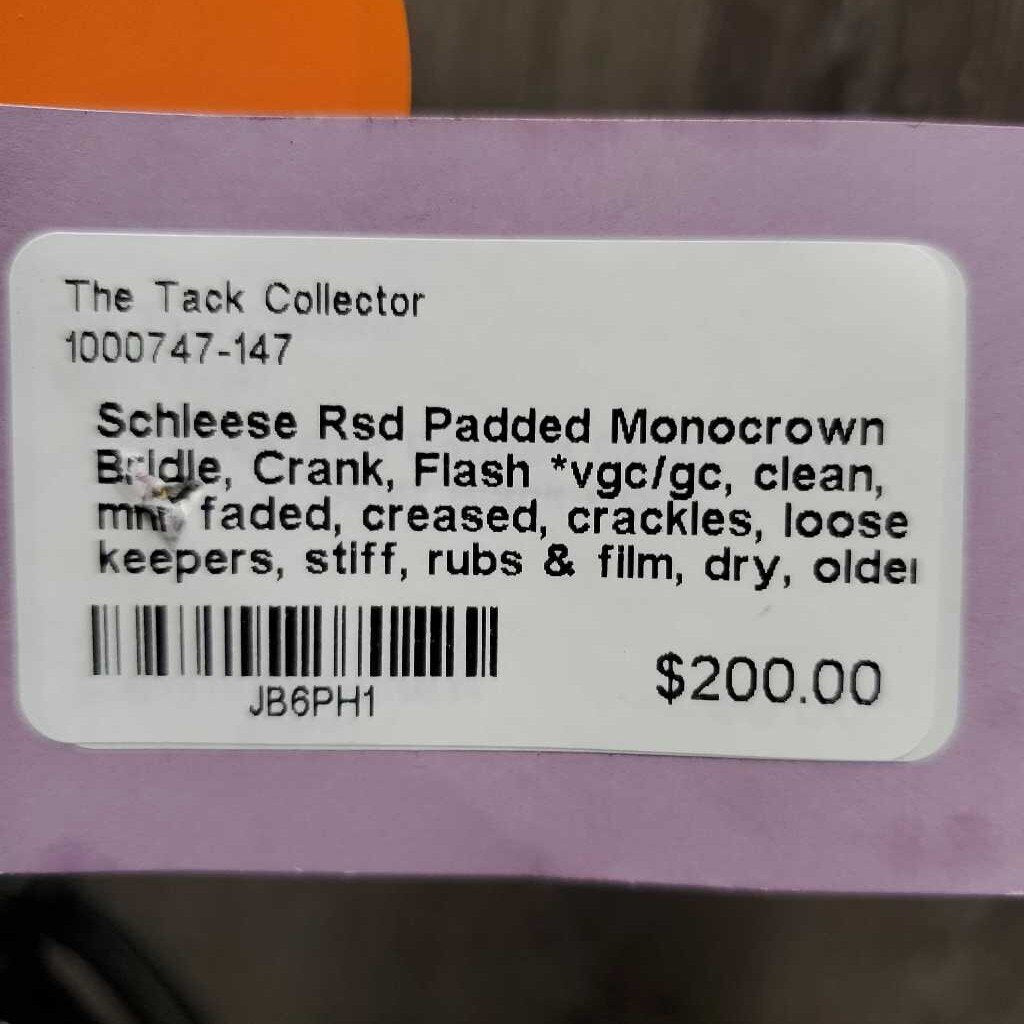 The Tack Collector
1000747-147
Schleese Rsd Padded Monocrown
Bridle, Crank, Flash *vgc/gc, clean,
mnr faded, creased, crackles, loose
keepers, stiff, rubs & film, dry, older
JB6PH1
$200.00